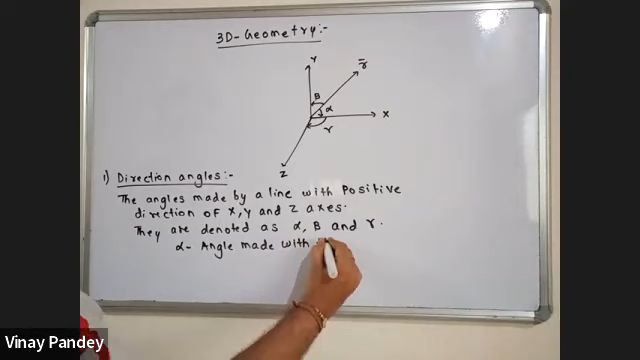 3D-Geometry:-
Y
r̄
B
α
X
γ
Z
1) Direction angles:-
The angles made by a line with Positive
direction of X, Y and Z axes.
They are denoted as α, B and γ.
α- Angle made with
Vinay Pandey